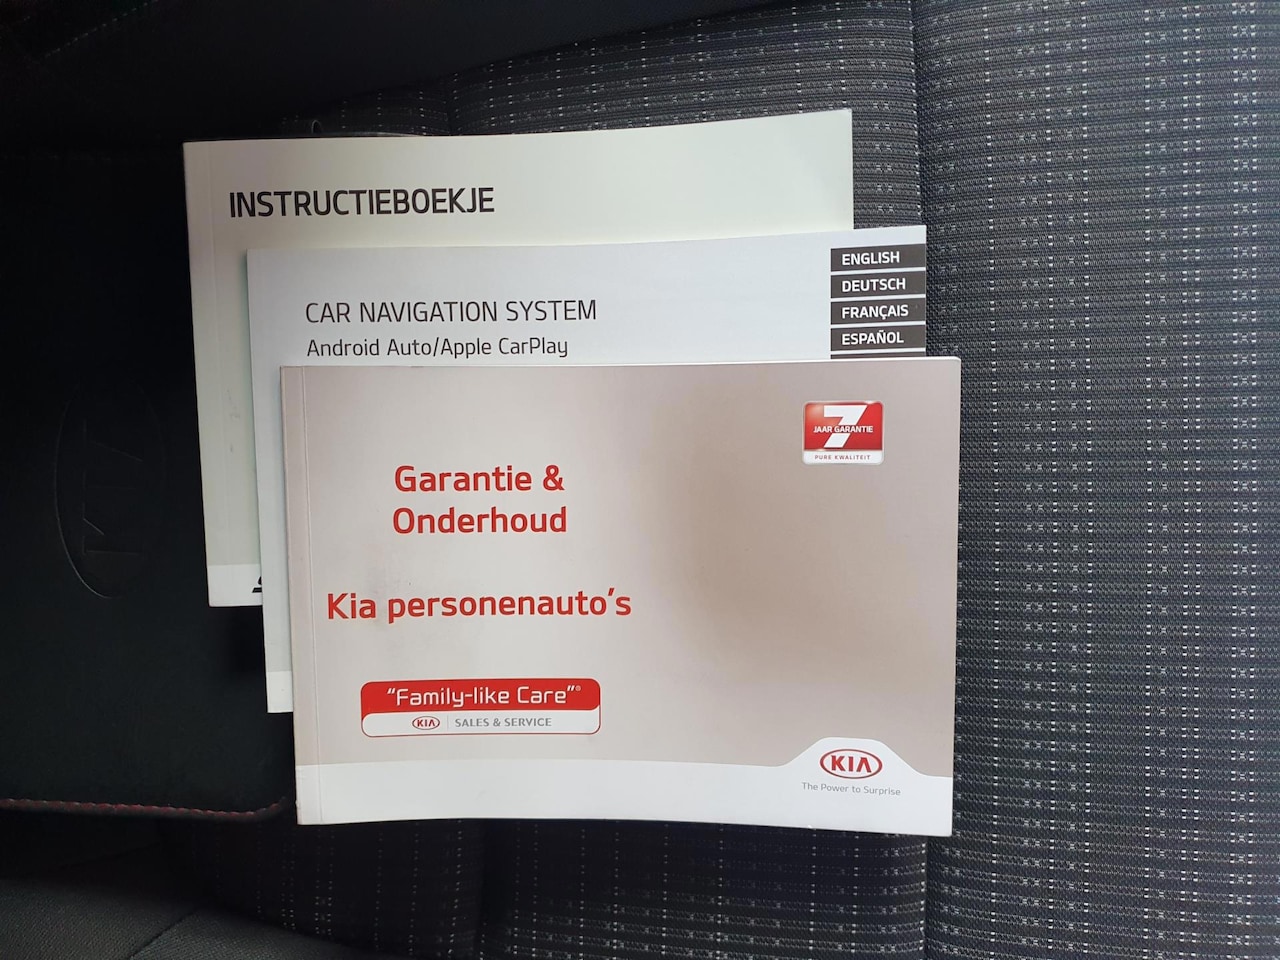 INSTRUCTIEBOEKJE
CAR NAVIGATION SYSTEM
Android Auto/Apple CarPlay
ENGLISH
DEUTSCH
FRANÇAIS
ESPAÑOL
7
JAAR GARANTIE
PURE KWALITEIT
Garantie &
Onderhoud
Kia personenauto's
"Family-like Care"®
KIA SALES & SERVICE
KIA
The Power to Surprise
KIA